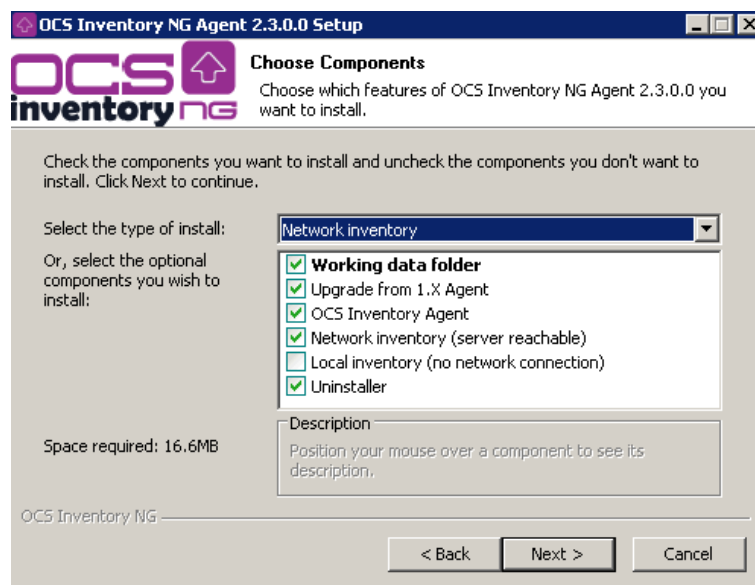 OCS Inventory NG Agent 2.3.0.0 Setup
OCS
inventory NG
Choose Components
Choose which features of OCS Inventory NG Agent 2.3.0.0 you
want to install.
Check the components you want to install and uncheck the components you don't want to
install. Click Next to continue.
Select the type of install:
Network inventory
Or, select the optional
components you wish to
install:
Working data folder
Upgrade from 1.X Agent
OCS Inventory Agent
Network inventory (server reachable)
Local inventory (no network connection)
Uninstaller
Space required: 16.6MB
Description
Position your mouse over a component to see its
description.
OCS Inventory NG
< Back
Next >
Cancel